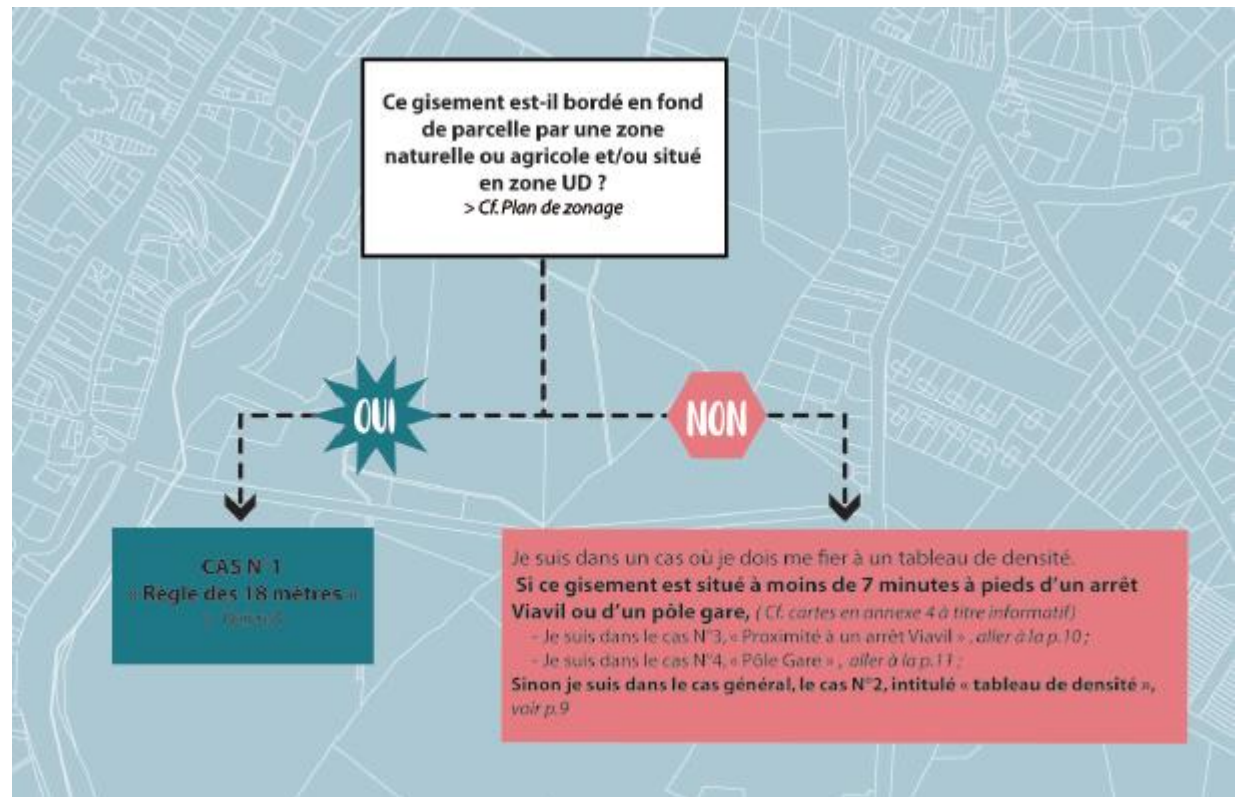 Ce gisement est-il bordé en fond
de parcelle par une zone
naturelle ou agricole et/ou situé
en zone UD ?
> Cf. Plan de zonage
OUI
NON
CAS N°1
« Règle des 18 mètres »
Je suis dans un cas où je dois me fier à un tableau de densité.
Si ce gisement est situé à moins de 7 minutes à pieds d'un arrêt
Viavil ou d'un pôle gare, ( Cf. cartes en annexe 4 à titre informatif)
- Je suis dans le cas N°3, « Proximité à un arrêt Viavil » , aller à la p.10 ;
- Je suis dans le cas N°4, « Pôle Gare » , aller à la p.11 ;
Sinon je suis dans le cas général, le cas N°2, intitulé « tableau de densité »,
voir p.9